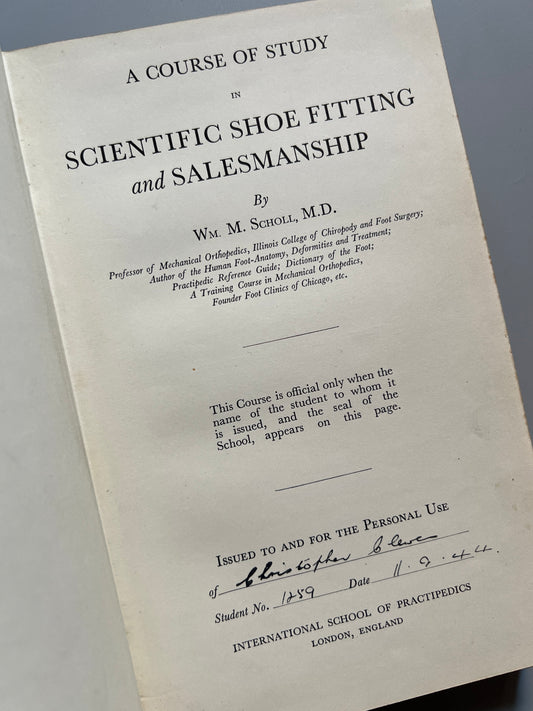 A COURSE OF STUDY
IN
SCIENTIFIC SHOE FITTING
and SALESMANSHIP
By
WM. M. SCHOLL, M.D.
Professor of Mechanical Orthopedics, Illinois College of Chiropody and Foot Surgery;
Author of the Human Foot-Anatomy, Deformities and Treatment;
Practipedic Reference Guide; Dictionary of the Foot;
A Training Course in Mechanical Orthopedics,
Founder Foot Clinics of Chicago, etc.
This Course is official only when the
name of the student to whom it
is issued, and the seal of the
School, appears on this page.
ISSUED TO AND FOR THE PERSONAL USE
of Christopher
Student No. 1259 Date 11.9.44.
INTERNATIONAL SCHOOL OF PRACTIPEDICS
LONDON, ENGLAND